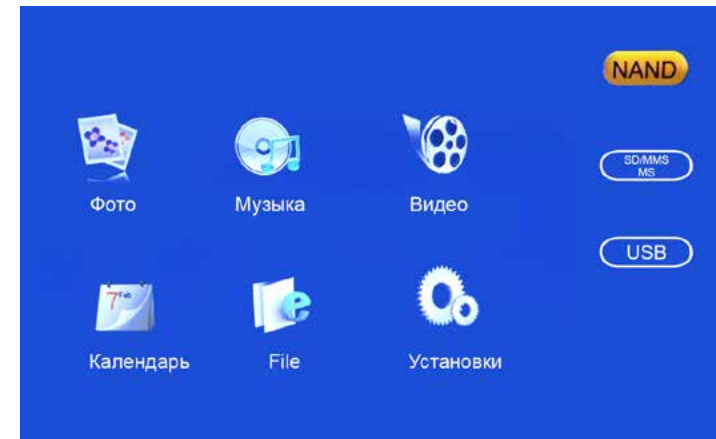 NAND
SD/MMS
MS
USB
Фото
Музыка
Видео
Календарь
File
Установки